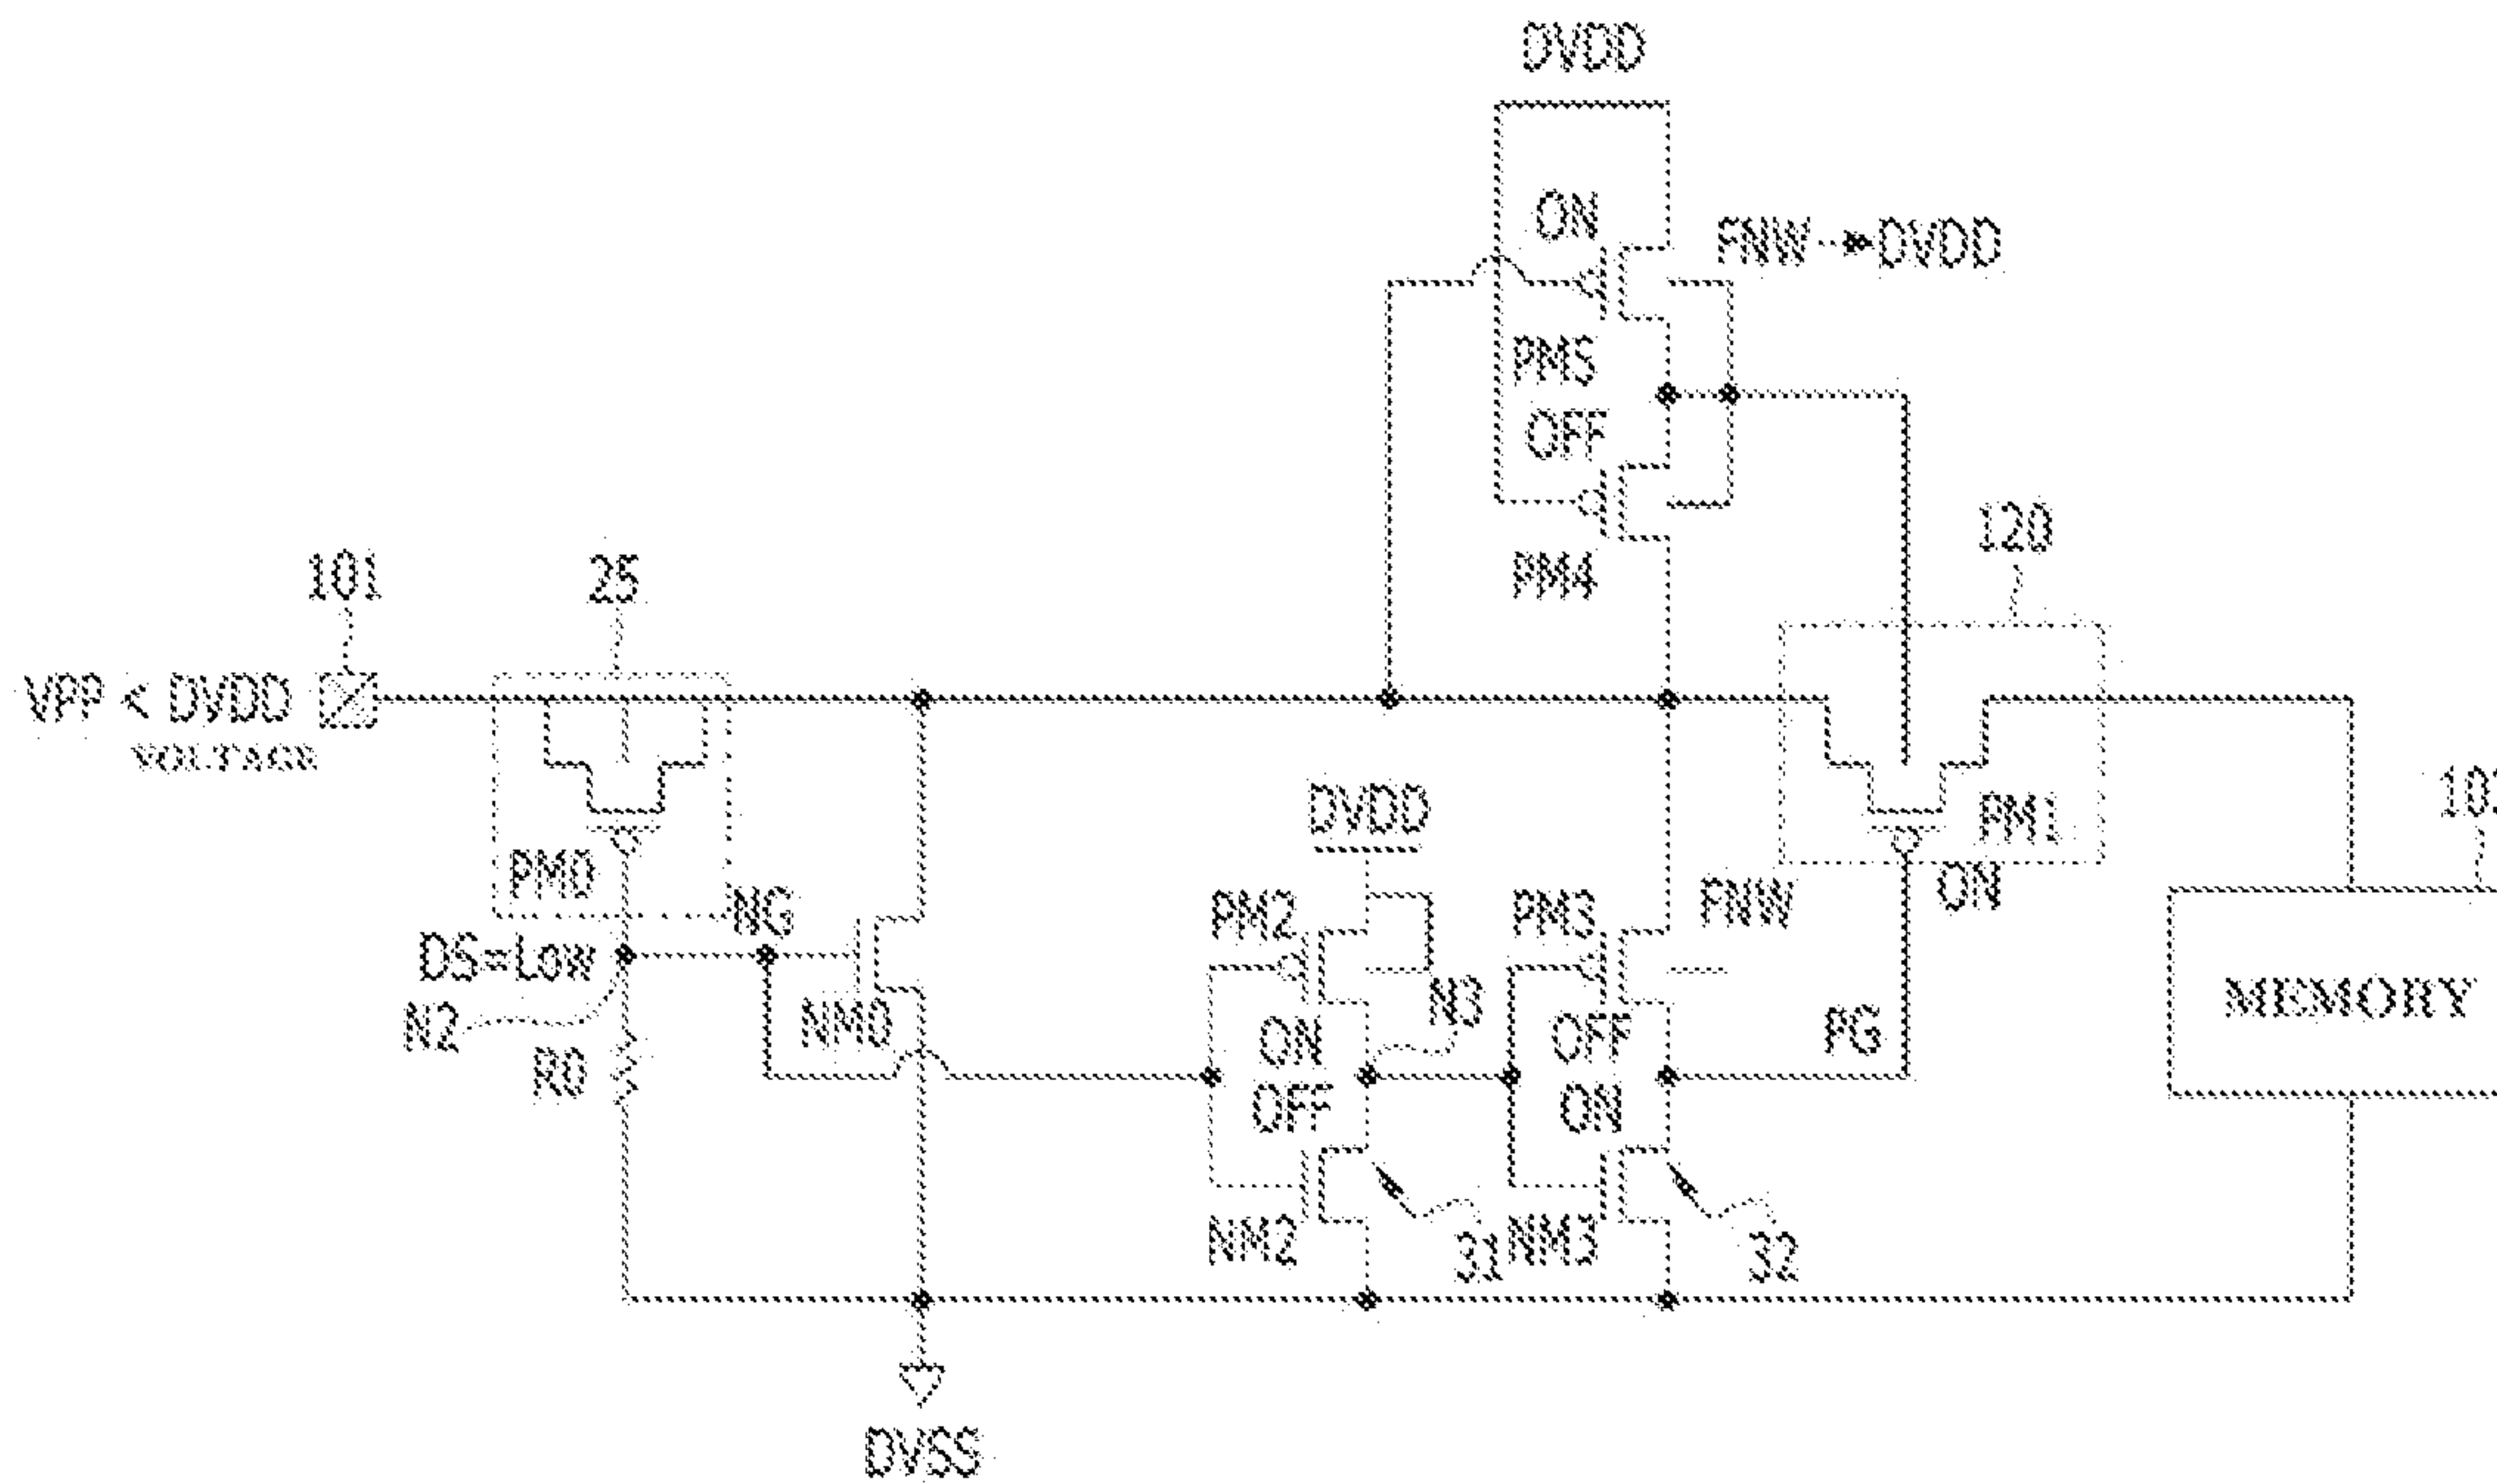 DVDD
ON
FNW → DVDD
PM5
OFF
120
101
25
PM4
VPP < DVDD
VOLTAGE
DVDD
PM1
PM0
ON
NG
PM2
PM3
FNW
DS=Low
MEMORY
N3
N2
NM0
ON
OFF
FG
R0
OFF
ON
NM2
31
NM3
32
DVSS